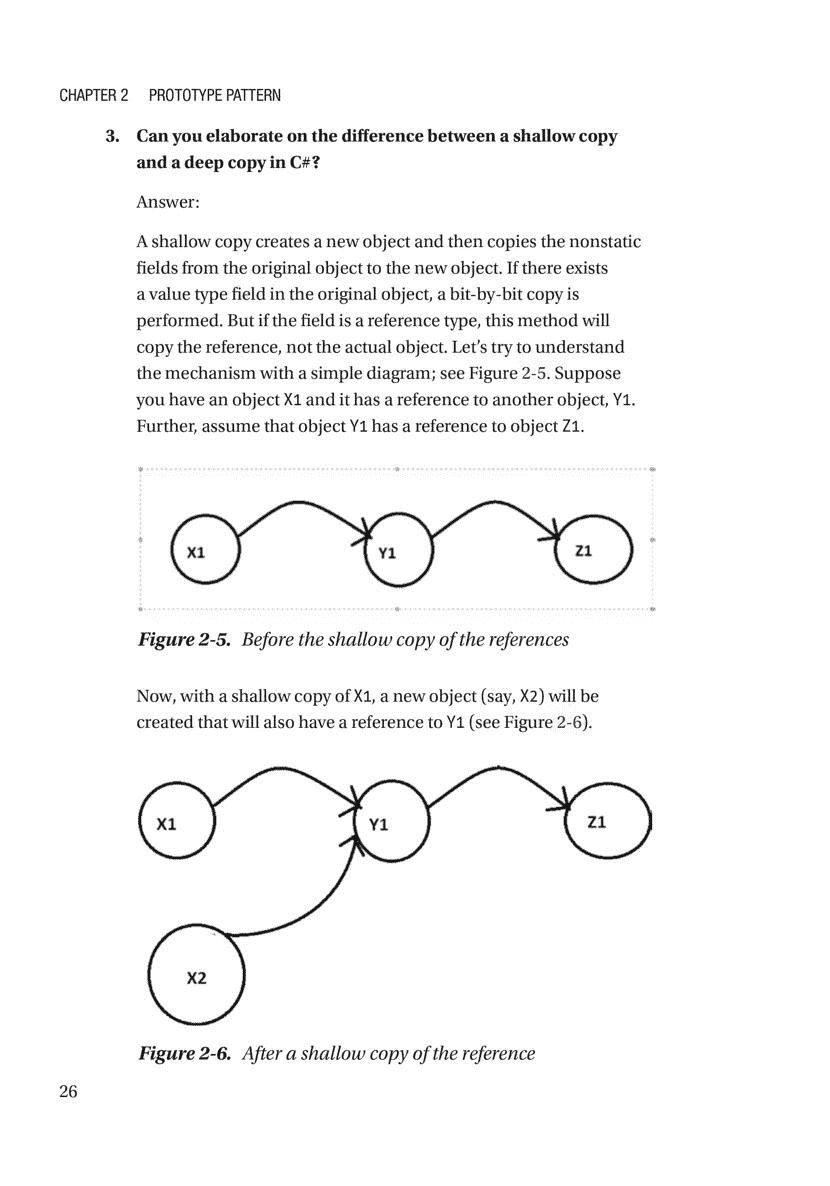 CHAPTER 2 PROTOTYPE PATTERN
3. Can you elaborate on the difference between a shallow copy
and a deep copy in C#?
Answer:
A shallow copy creates a new object and then copies the nonstatic
fields from the original object to the new object. If there exists
a value type field in the original object, a bit-by-bit copy is
performed. But if the field is a reference type, this method will
copy the reference, not the actual object. Let’s try to understand
the mechanism with a simple diagram; see Figure 2-5. Suppose
you have an object X1 and it has a reference to another object, Y1.
Further, assume that object Y1 has a reference to object Z1.
X1 Y1 Z1
Figure 2-5. Before the shallow copy of the references
Now, with a shallow copy of X1, a new object (say, X2) will be
created that will also have a reference to Y1 (see Figure 2-6).
X1 Y1 Z1
X2
Figure 2-6. After a shallow copy of the reference
26